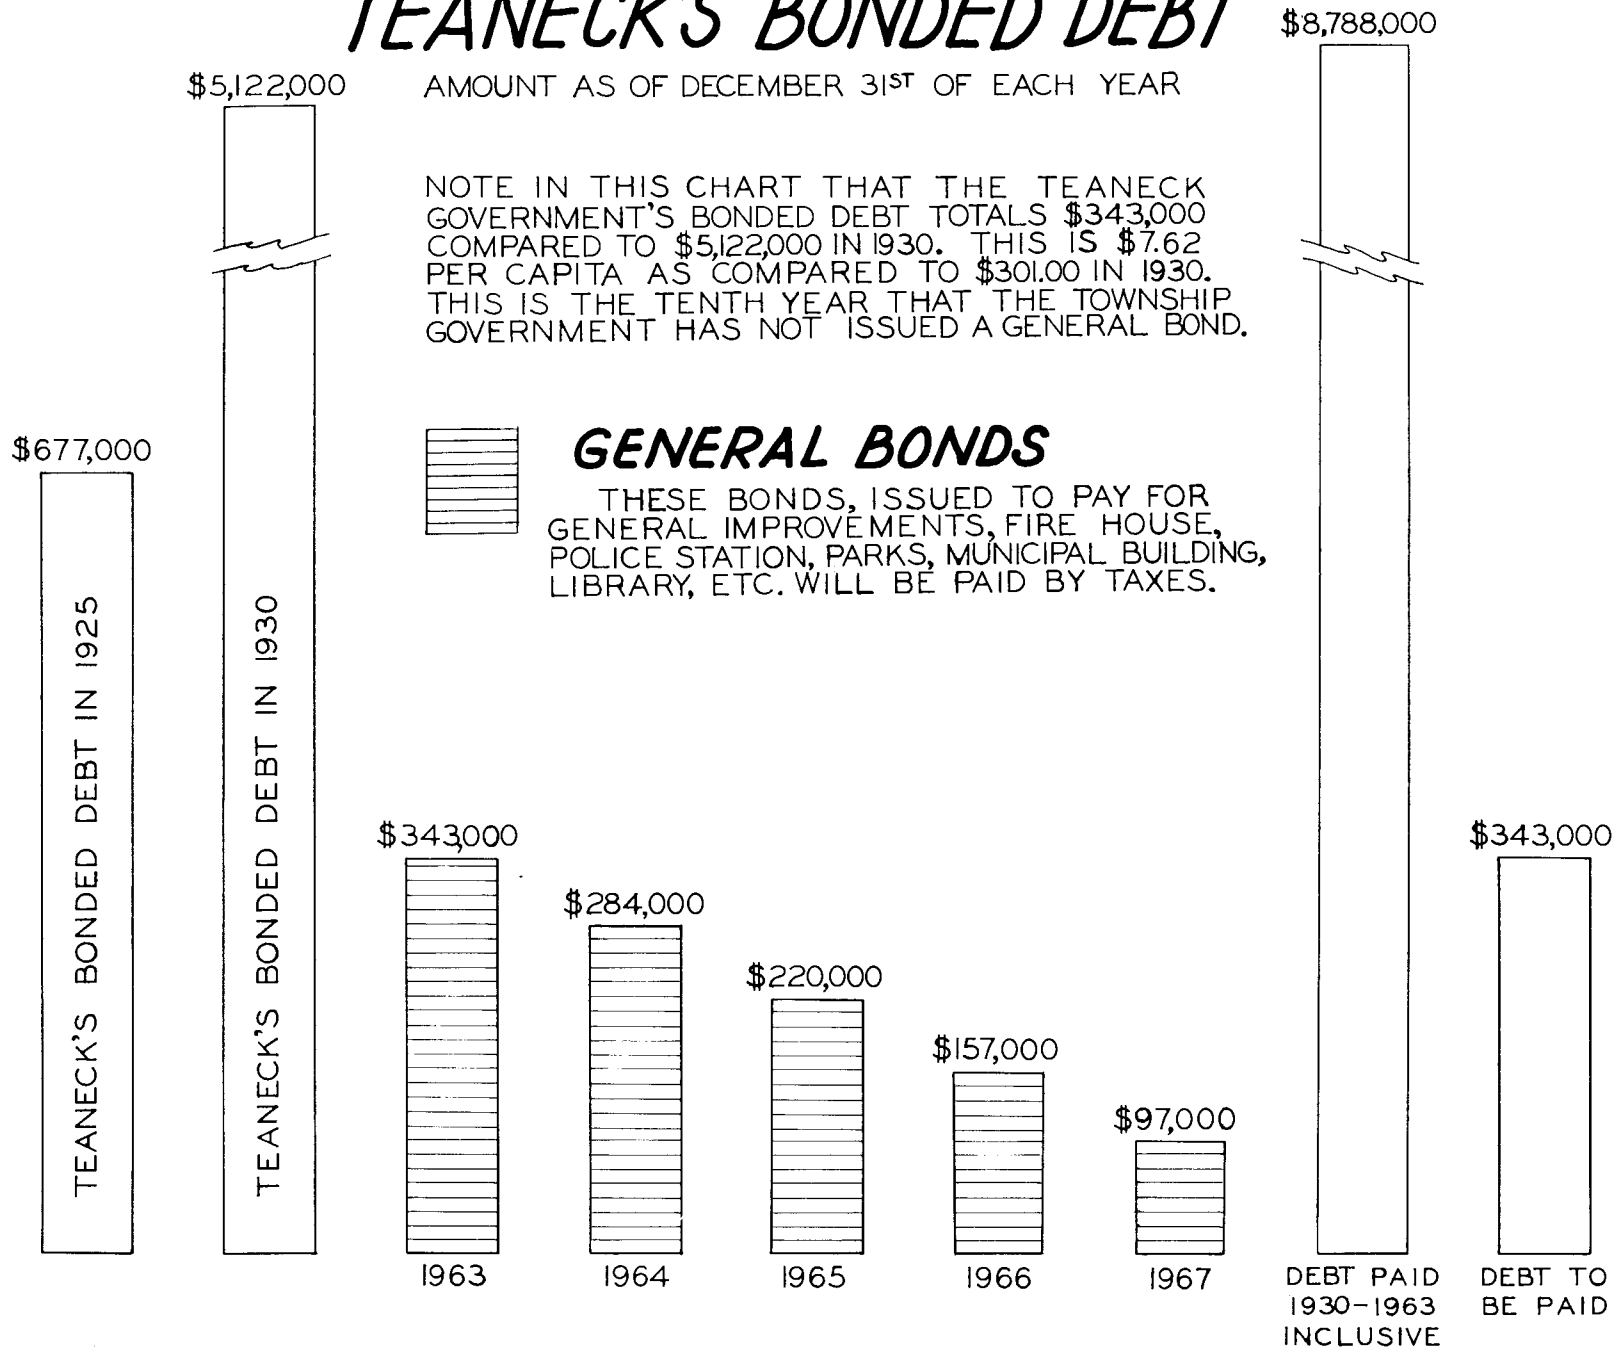 TEANECK'S BONDED DEBT
AMOUNT AS OF DECEMBER 31ST OF EACH YEAR
NOTE IN THIS CHART THAT THE TEANECK
GOVERNMENT'S BONDED DEBT TOTALS $343,000
COMPARED TO $5,122,000 IN 1930. THIS IS $7.62
PER CAPITA AS COMPARED TO $301.00 IN 1930.
THIS IS THE TENTH YEAR THAT THE TOWNSHIP
GOVERNMENT HAS NOT ISSUED A GENERAL BOND.
GENERAL BONDS
THESE BONDS, ISSUED TO PAY FOR
GENERAL IMPROVEMENTS, FIRE HOUSE,
POLICE STATION, PARKS, MUNICIPAL BUILDING,
LIBRARY, ETC. WILL BE PAID BY TAXES.
$677,000
TEANECK'S BONDED DEBT IN 1925
$5,122,000
TEANECK'S BONDED DEBT IN 1930
$343,000
1963
$284,000
1964
$220,000
1965
$157,000
1966
$97,000
1967
$8,788,000
DEBT PAID
1930-1963
INCLUSIVE
$343,000
DEBT TO
BE PAID